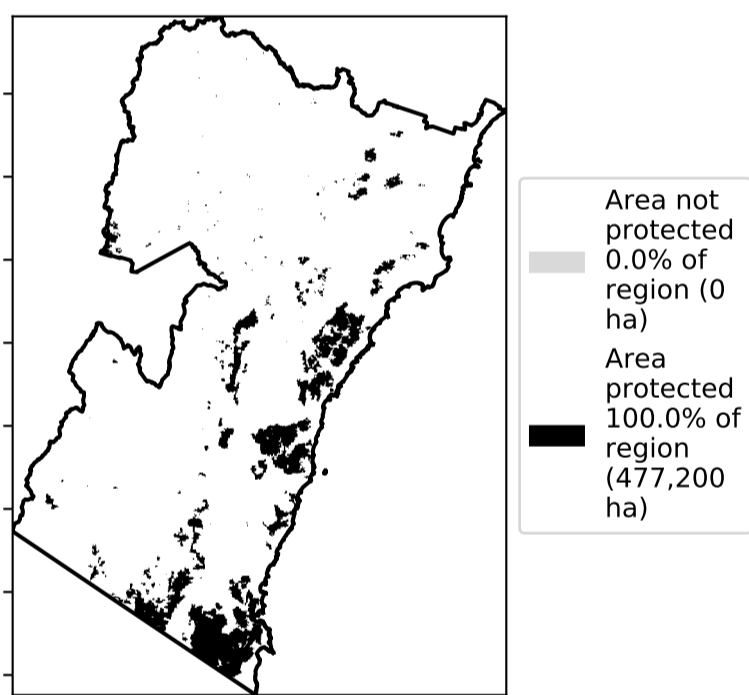 Area not
protected
0.0% of
region (0
ha)
Area
protected
100.0% of
region
(477,200
ha)